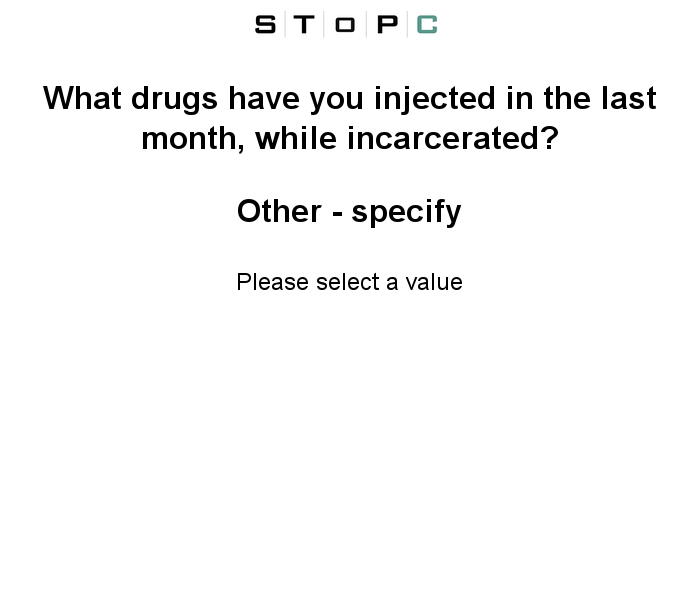 S T O P C
What drugs have you injected in the last
month, while incarcerated?
Other - specify
Please select a value